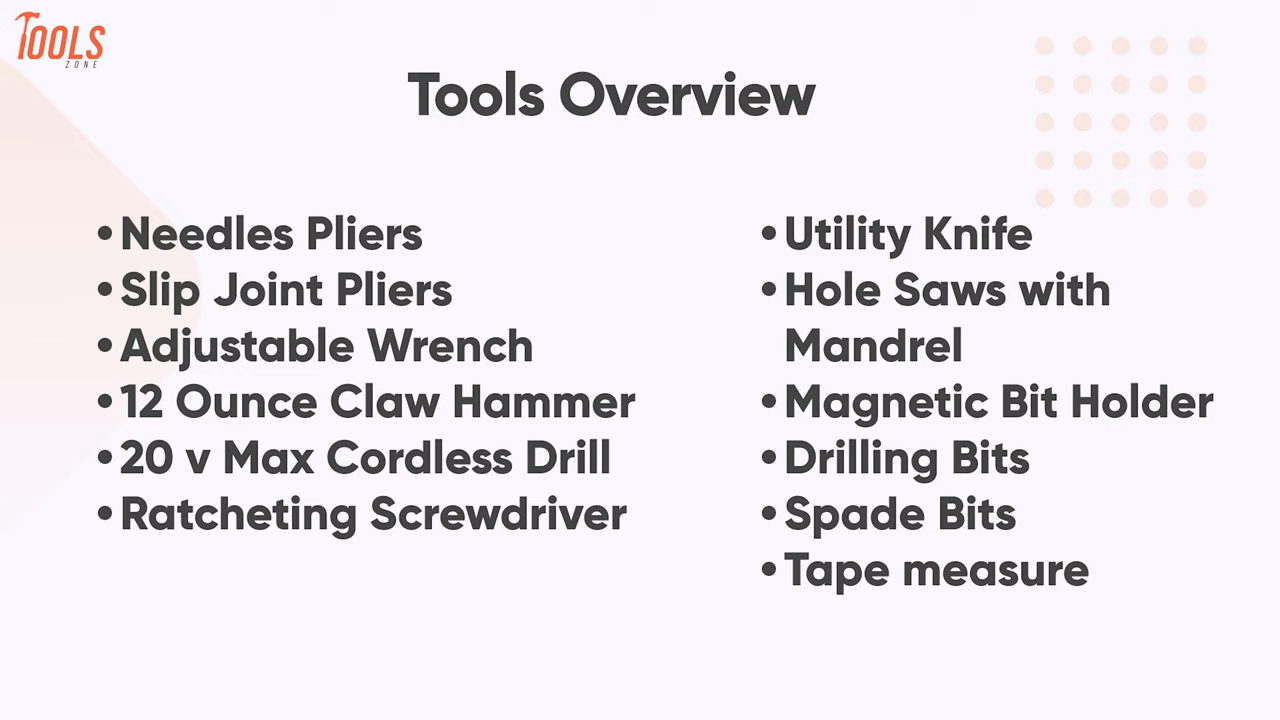 TOOLS
ZONE
Tools Overview
• Needles Pliers
• Slip Joint Pliers
• Adjustable Wrench
• 12 Ounce Claw Hammer
• 20 v Max Cordless Drill
• Ratcheting Screwdriver
• Utility Knife
• Hole Saws with
Mandrel
• Magnetic Bit Holder
• Drilling Bits
• Spade Bits
• Tape measure